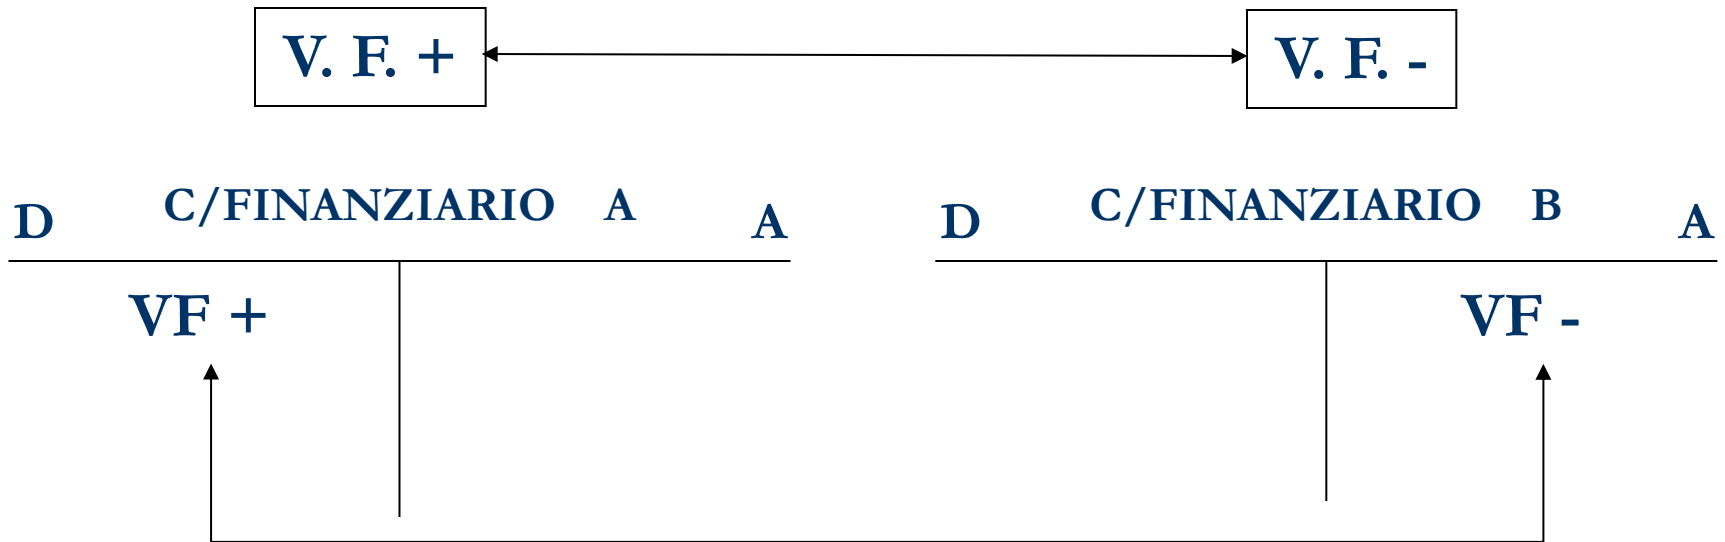 V. F. +
V. F. -
D C/FINANZIARIO A A
D C/FINANZIARIO B A
VF +
VF -